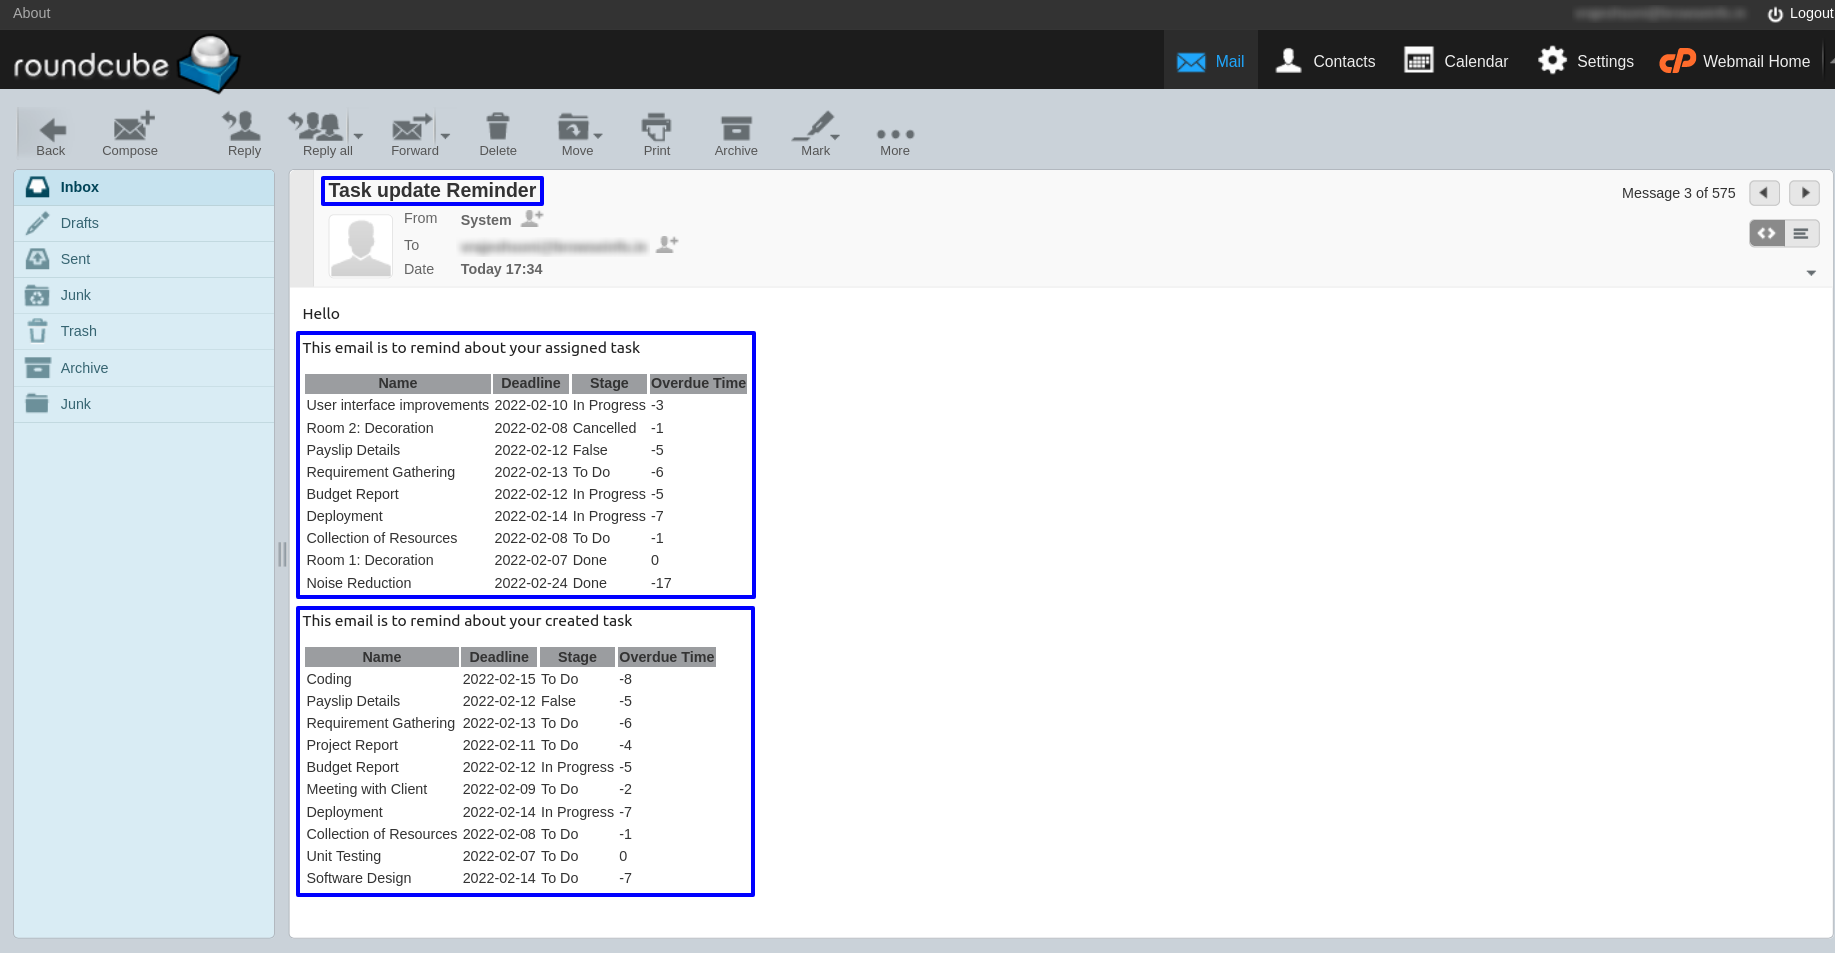 About
Logout
roundcube
Mail
Contacts
Calendar
Settings
cP Webmail Home
Back
Compose
Reply
Reply all
Forward
Delete
Move
Print
Archive
Mark
More
Inbox
Drafts
Sent
Junk
Trash
Archive
Junk
Task update Reminder
Message 3 of 575
From System
To
Date Today 17:34
Hello
This email is to remind about your assigned task
Name Deadline Stage Overdue Time
User interface improvements 2022-02-10 In Progress -3
Room 2: Decoration 2022-02-08 Cancelled -1
Payslip Details 2022-02-12 False -5
Requirement Gathering 2022-02-13 To Do -6
Budget Report 2022-02-12 In Progress -5
Deployment 2022-02-14 In Progress -7
Collection of Resources 2022-02-08 To Do -1
Room 1: Decoration 2022-02-07 Done 0
Noise Reduction 2022-02-24 Done -17
This email is to remind about your created task
Name Deadline Stage Overdue Time
Coding 2022-02-15 To Do -8
Payslip Details 2022-02-12 False -5
Requirement Gathering 2022-02-13 To Do -6
Project Report 2022-02-11 To Do -4
Budget Report 2022-02-12 In Progress -5
Meeting with Client 2022-02-09 To Do -2
Deployment 2022-02-14 In Progress -7
Collection of Resources 2022-02-08 To Do -1
Unit Testing 2022-02-07 To Do 0
Software Design 2022-02-14 To Do -7